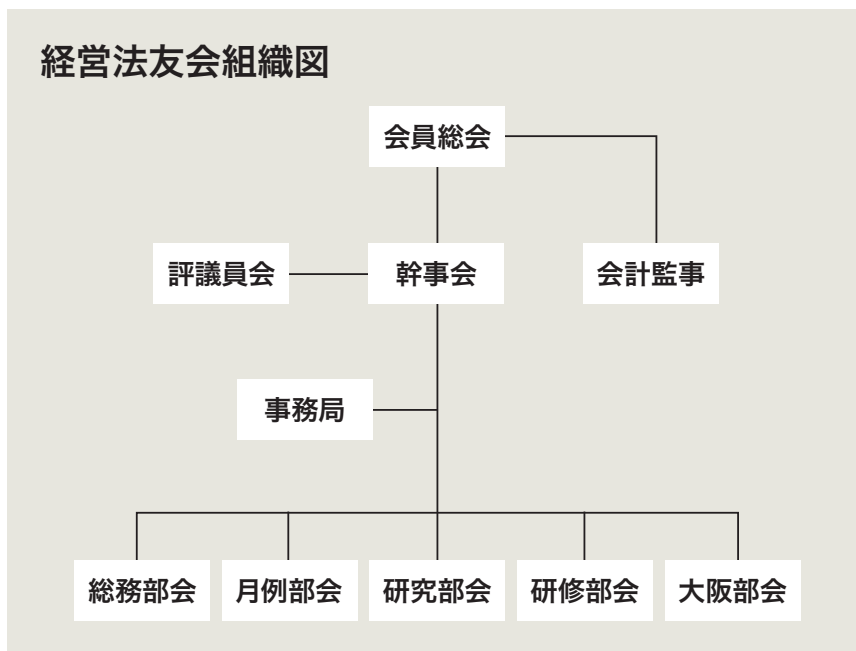 経営法友会組織図
会員総会
評議員会
幹事会
会計監事
事務局
総務部会
月例部会
研究部会
研修部会
大阪部会